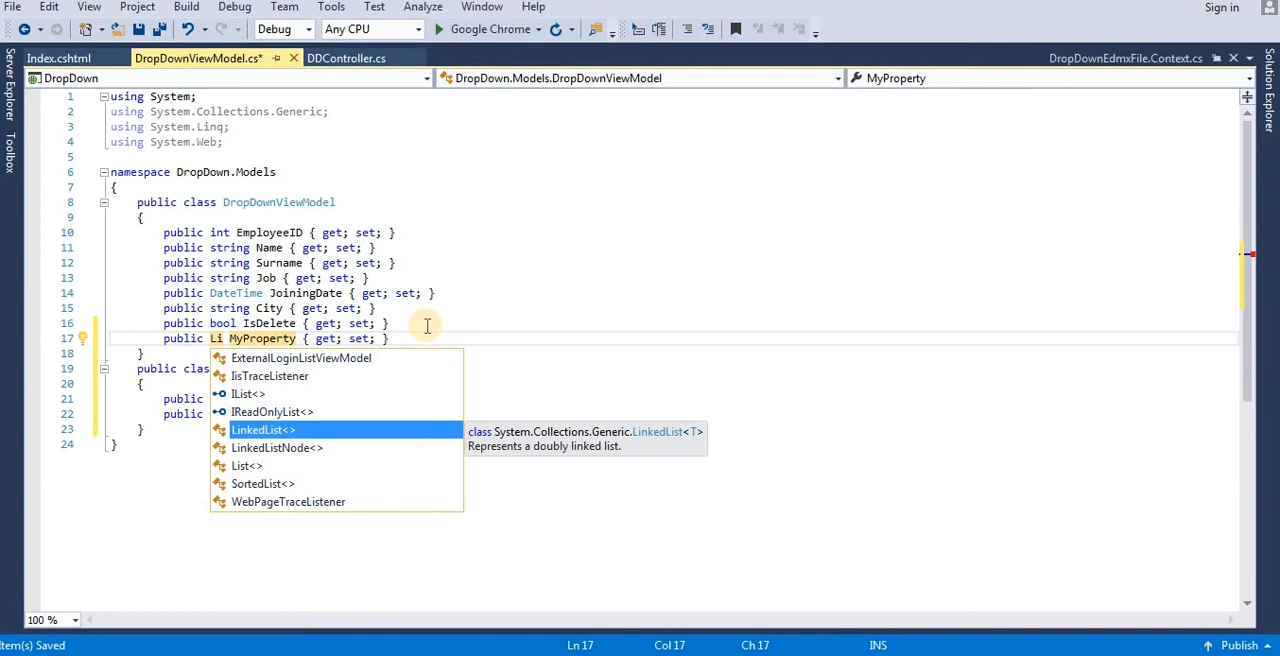 File Edit View Project Build Debug Team Tools Test Analyze Window Help Sign in
Debug Any CPU Google Chrome
Index.cshtml DropDownViewModel.cs* DDController.cs DropDownEdmxFile.Context.cs
Server Explorer
Toolbox
Solution Explorer
DropDown DropDown.Models.DropDownViewModel MyProperty
1 using System;
2 using System.Collections.Generic;
3 using System.Linq;
4 using System.Web;
5
6 namespace DropDown.Models
7 {
8 public class DropDownViewModel
9 {
10 public int EmployeeID { get; set; }
11 public string Name { get; set; }
12 public string Surname { get; set; }
13 public string Job { get; set; }
14 public DateTime JoiningDate { get; set; }
15 public string City { get; set; }
16 public bool IsDelete { get; set; }
17 public Li MyProperty { get; set; }
18 }
19 public clas
20 {
21 public
22 public
23 }
24 }
ExternalLoginListViewModel
IisTraceListener
IList<>
IReadOnlyList<>
LinkedList<>
LinkedListNode<>
List<>
SortedList<>
WebPageTraceListener
class System.Collections.Generic.LinkedList<T>
Represents a doubly linked list.
100 %
Item(s) Saved Ln 17 Col 17 Ch 17 INS Publish